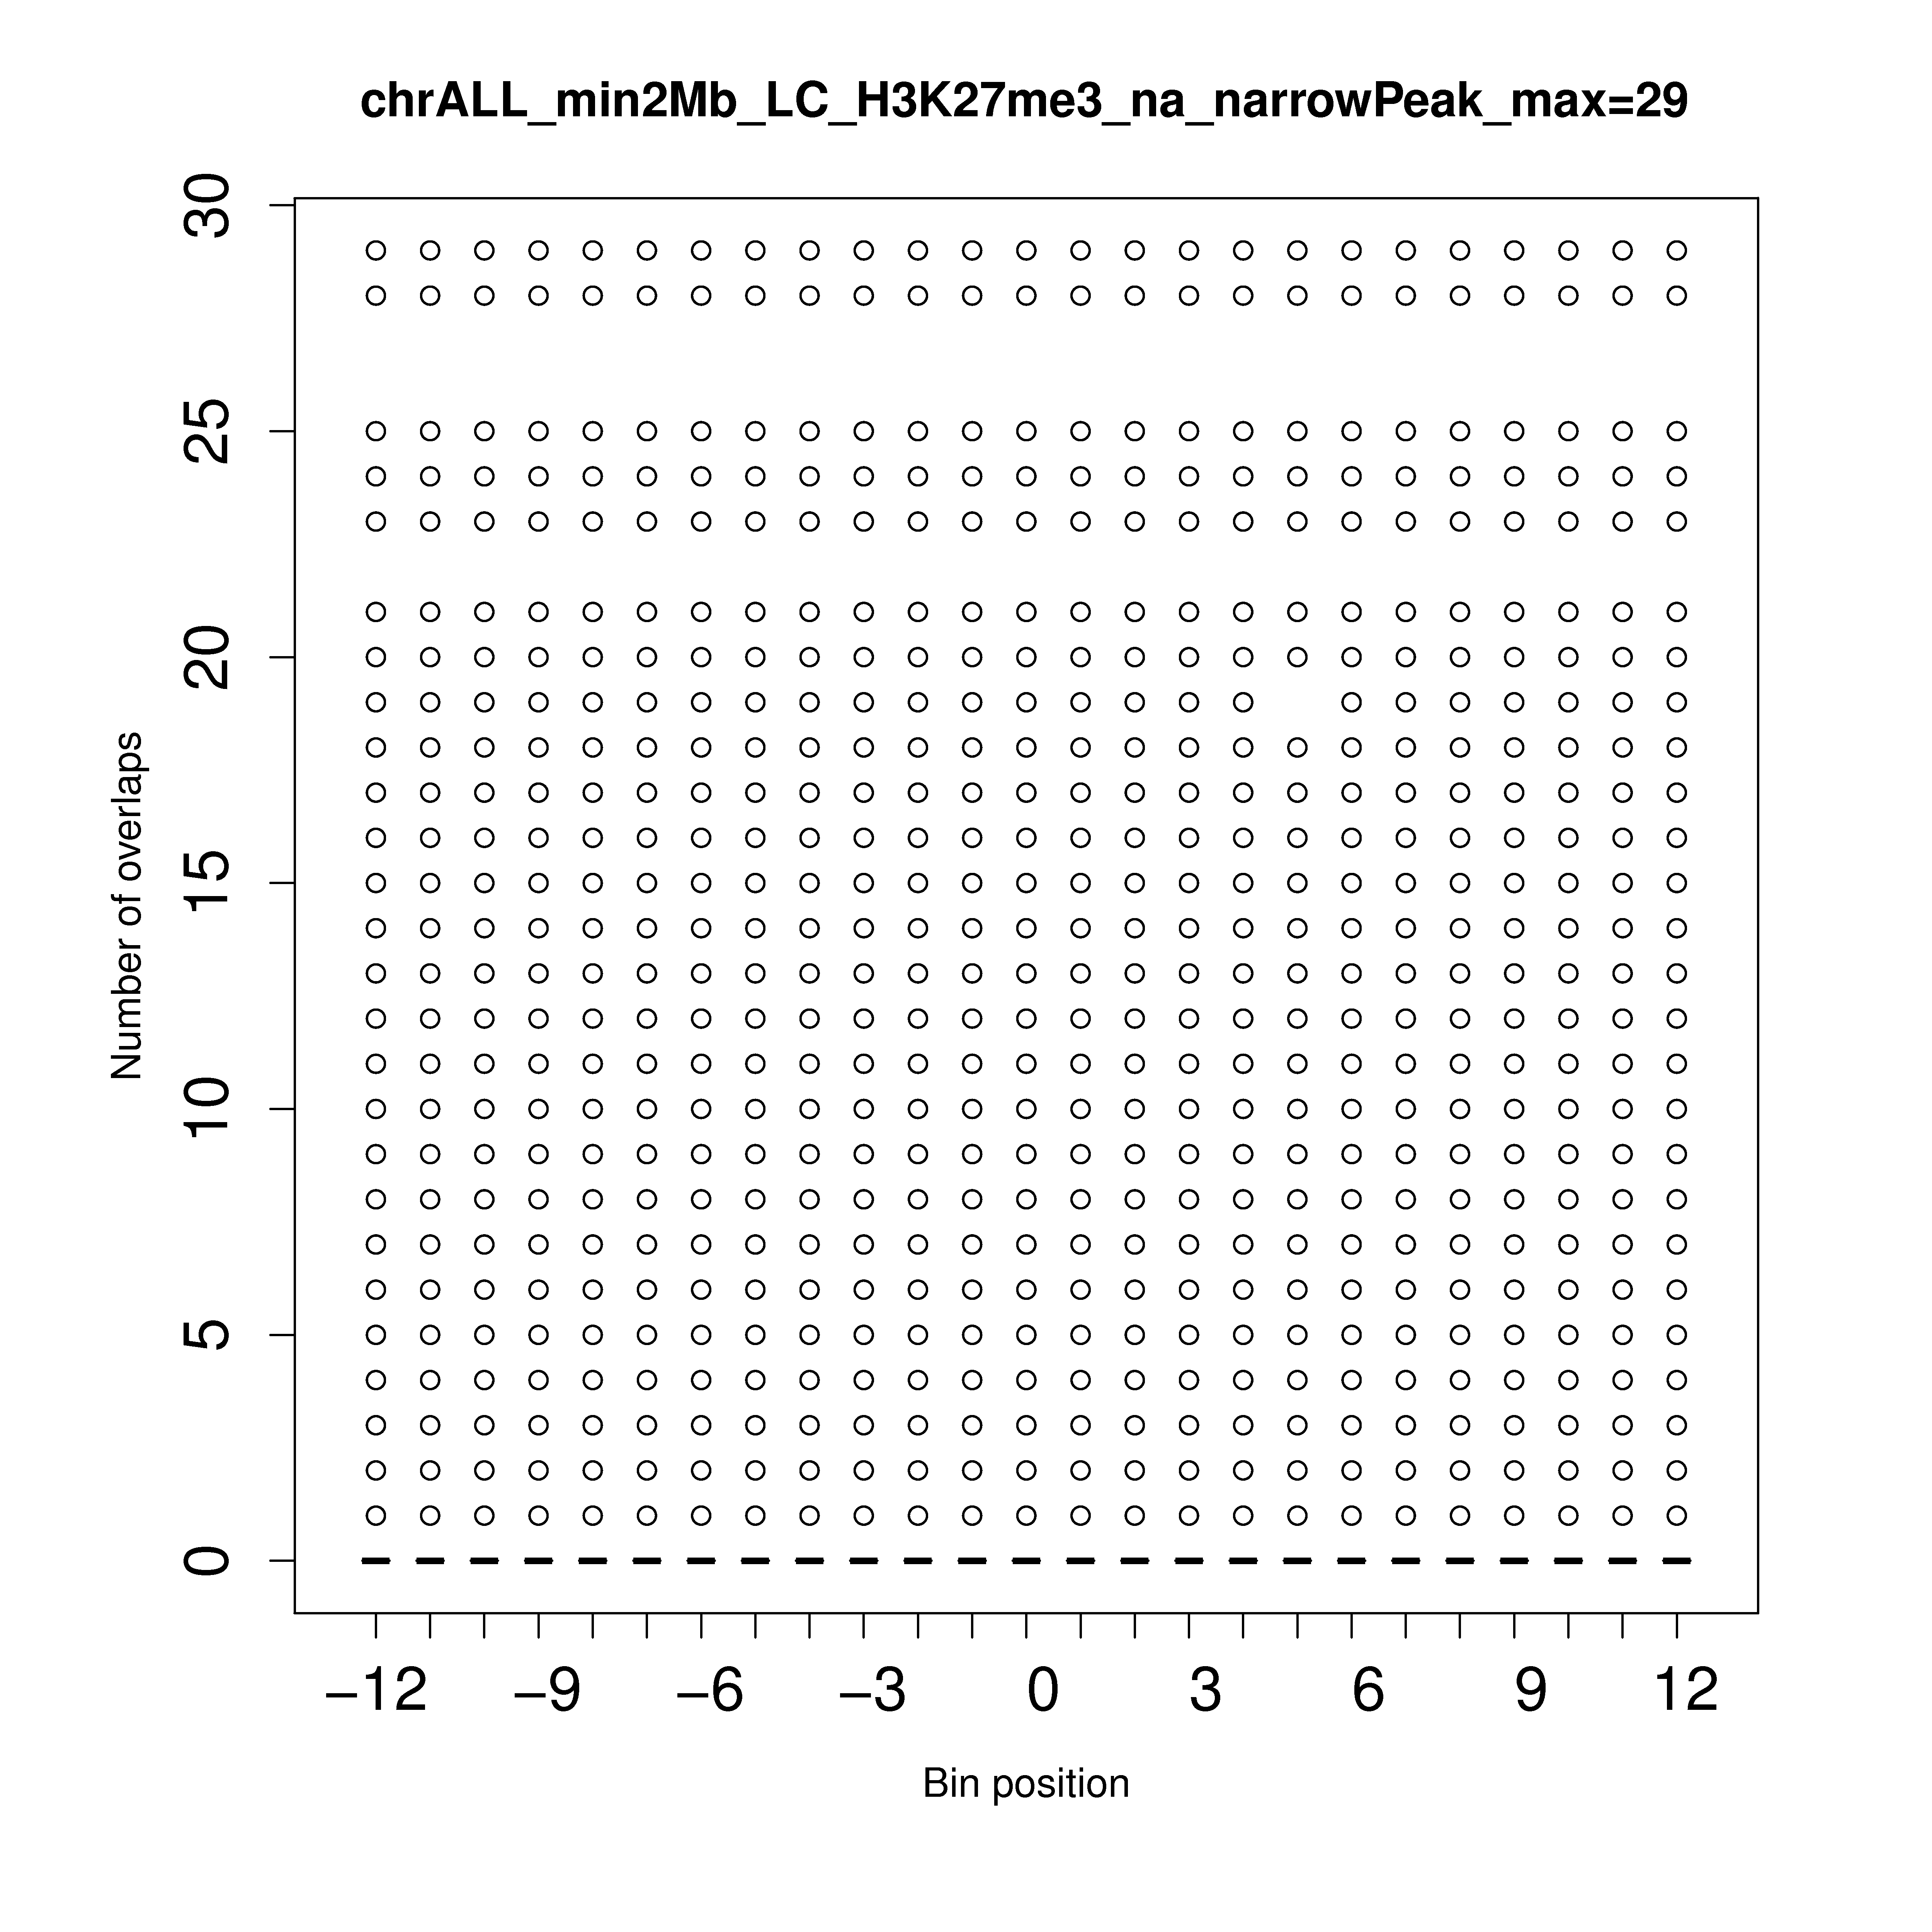 chrALL_min2Mb_LC_H3K27me3_na_narrowPeak_max=29
30
25
20
15
10
5
0
Number of overlaps
−12 −9 −6 −3 0 3 6 9 12
Bin position